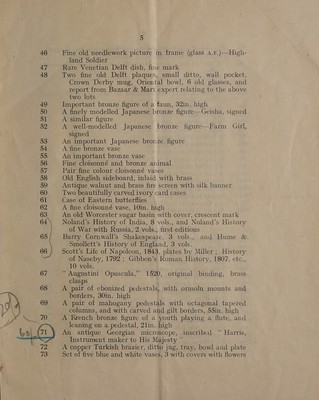 5
46 Fine old needlework picture in frame (glass A.F.)—High-
land Soldier
47 Rare Venetian Delft dish, fine mark
48 Two fine old Delft plaques, small ditto, wall pocket,
Crown Derby mug, Oriental bowl, 6 old glasses, and
report from Bazaar & Mart expert relating to the above
two lots
49 Important bronze figure of a faun, 32in. high
50 A finely modelled Japanese bronze figure—Geisha, signed
51 A similar figure
52 A well-modelled Japanese bronze figure—Farm Girl,
signed
53 An important Japanese bronze figure
54 A fine bronze vase
55 An important bronze vase
56 Fine cloisonné and bronze animal
57 Pair fine colour cloisonné vases
58 Old English sideboard, inlaid with brass
59 Antique walnut and brass fire screen with silk banner
60 Two beautifully carved ivory card cases
61 Case of Eastern butterflies
62 A fine cloisonné vase, 10in. high
63 An old Worcester sugar basin with cover, crescent mark
64 Noland's History of India, 8 vols., and Noland's History
of War with Russia, 2 vols., first editions
65 Barry Cornwall's Shakespeare, 3 vols., and Hume &
Smollett's History of England, 3 vols.
66 Scott's Life of Napoleon, 1843, plates by Miller; History
of Naseby, 1792; Gibbon's Roman History, 1807, etc.,
10 vols.
67 "Augustini Opuscula," 1520, original binding, brass
clasps
68 A pair of ebonized pedestals, with ormolu mounts and
borders, 30in. high
69 A pair of mahogany pedestals with octagonal tapered
columns, and with carved and gilt borders, 55in. high
70 A French bronze figure of a youth playing a flute, and
leaning on a pedestal, 21in. high
71 An antique Georgian microscope, inscribed "Harris,
Instrument maker to His Majesty"
72 A copper Turkish brazier, ditto jug, tray, bowl and plate
73 Set of five blue and white vases, 3 with covers with flowers